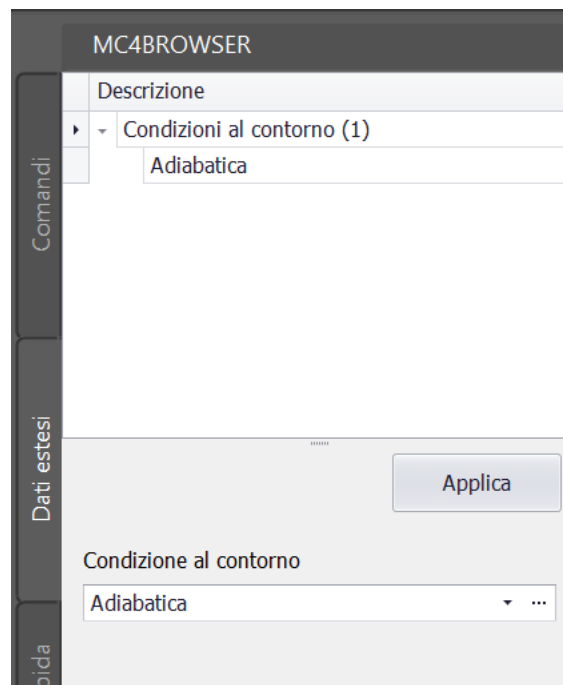 MC4BROWSER
Descrizione
Condizioni al contorno (1)
Adiabatica
Comandi
Dati estesi
Applica
Condizione al contorno
Adiabatica